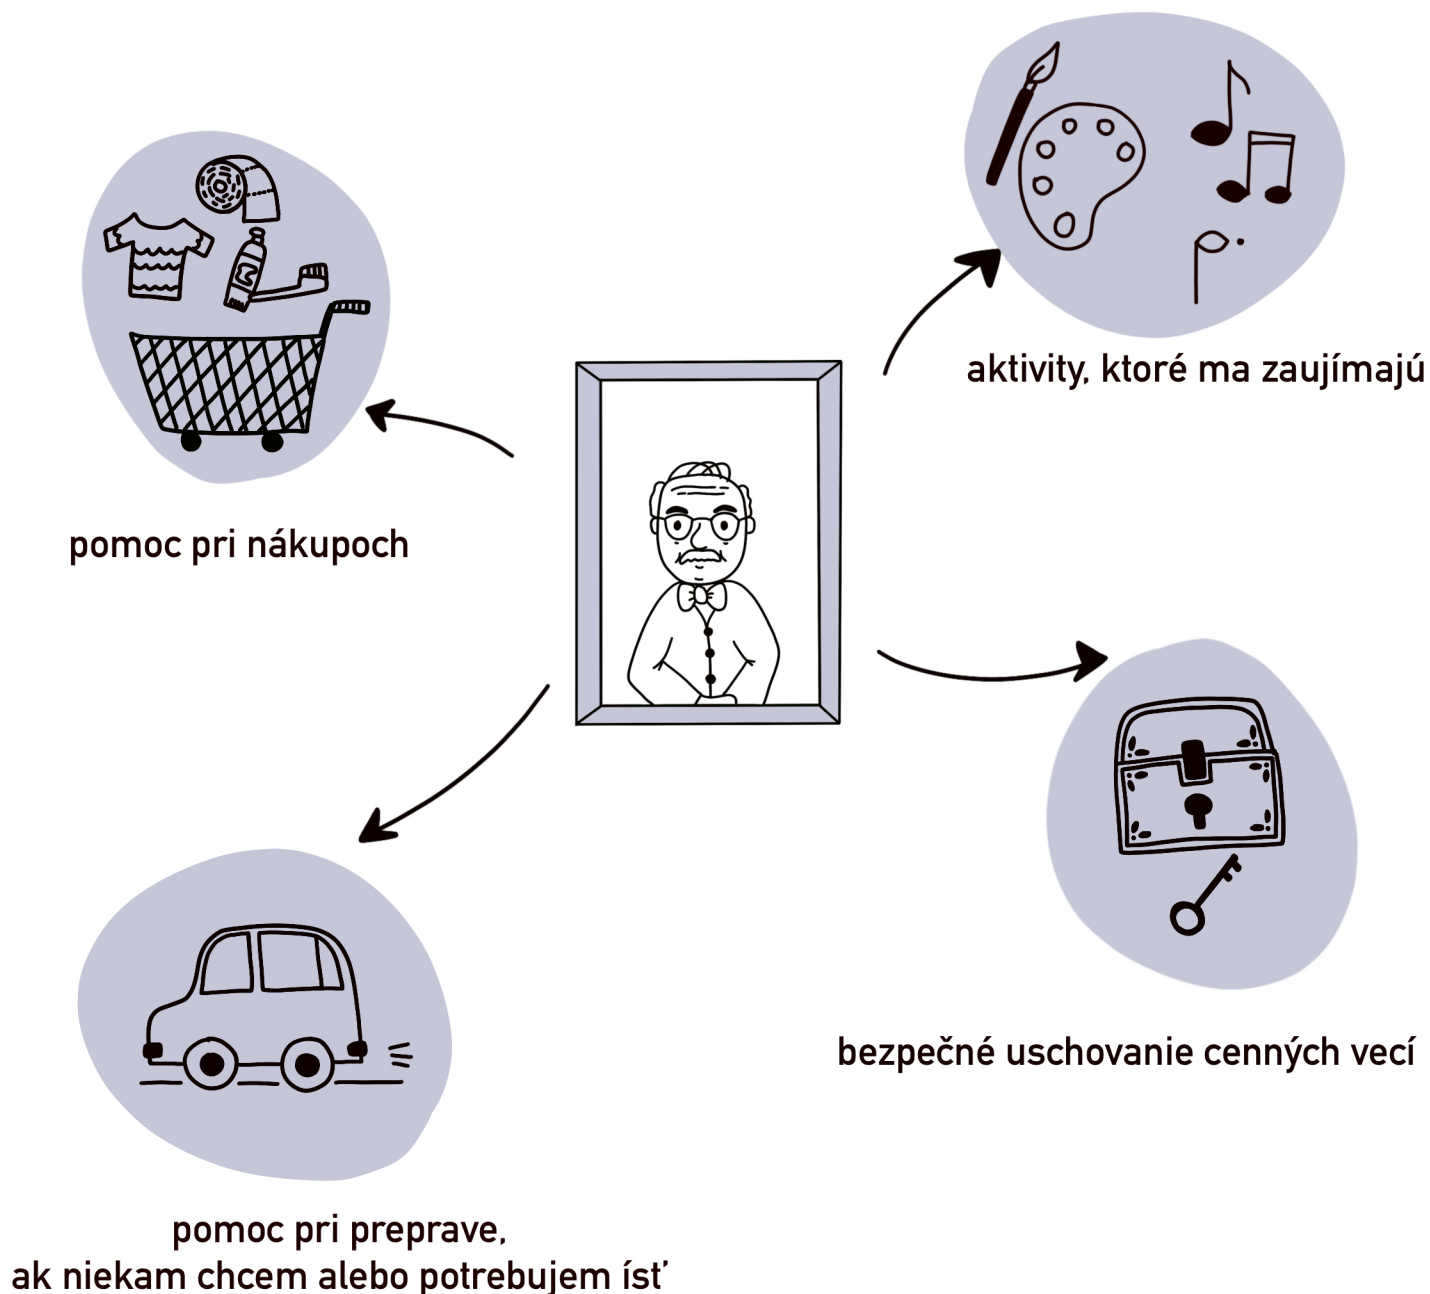 aktivity, ktoré ma zaujímajú
pomoc pri nákupoch
bezpečné uschovanie cenných vecí
pomoc pri preprave,
ak niekam chcem alebo potrebujem ísť